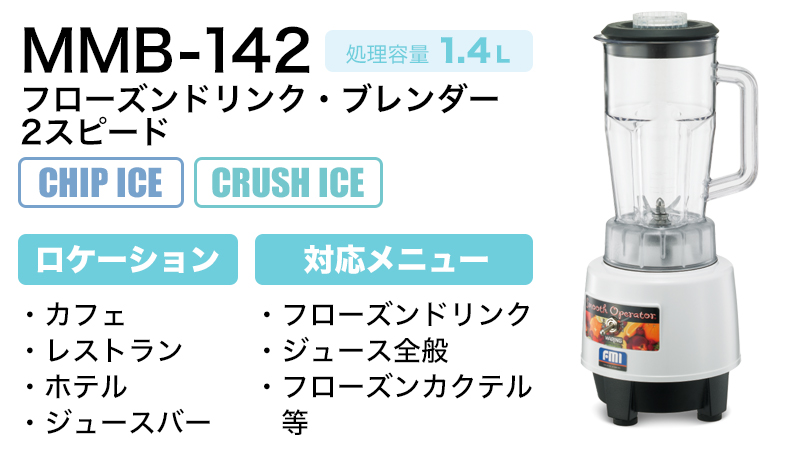 MMB-142 処理容量 1.4L
フローズンドリンク・ブレンダー
2スピード
CHIP ICE CRUSH ICE
ロケーション
・カフェ
・レストラン
・ホテル
・ジュースバー
対応メニュー
・フローズンドリンク
・ジュース全般
・フローズンカクテル
等
Smooth Operator
WARING
FMI